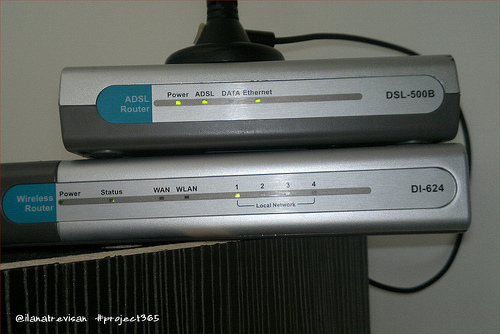 ADSL
Router
Power ADSL DATA Ethernet
DSL-500B
Wireless
Router
Power Status WAN WLAN 1 2 3 4
Local Network
DI-624
@ilanatrevisan #project365